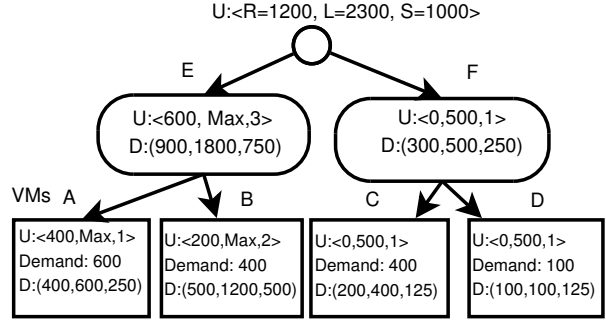 U:<R=1200, L=2300, S=1000>
E
F
U:<600, Max,3>
D:(900,1800,750)
U:<0,500,1>
D:(300,500,250)
VMs A
B
C
D
U:<400,Max,1>
Demand: 600
D:(400,600,250)
U:<200,Max,2>
Demand: 400
D:(500,1200,500)
U:<0,500,1>
Demand: 400
D:(200,400,125)
U:<0,500,1>
Demand: 100
D:(100,100,125)